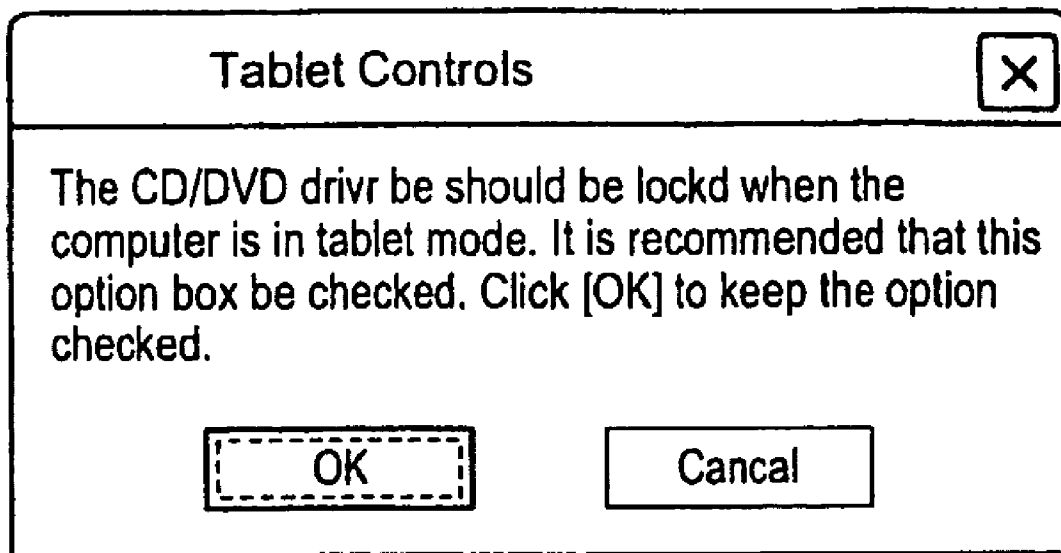 Tablet Controls
The CD/DVD drivr be should be lockd when the
computer is in tablet mode. It is recommended that this
option box be checked. Click [OK] to keep the option
checked.
OK
Cancal